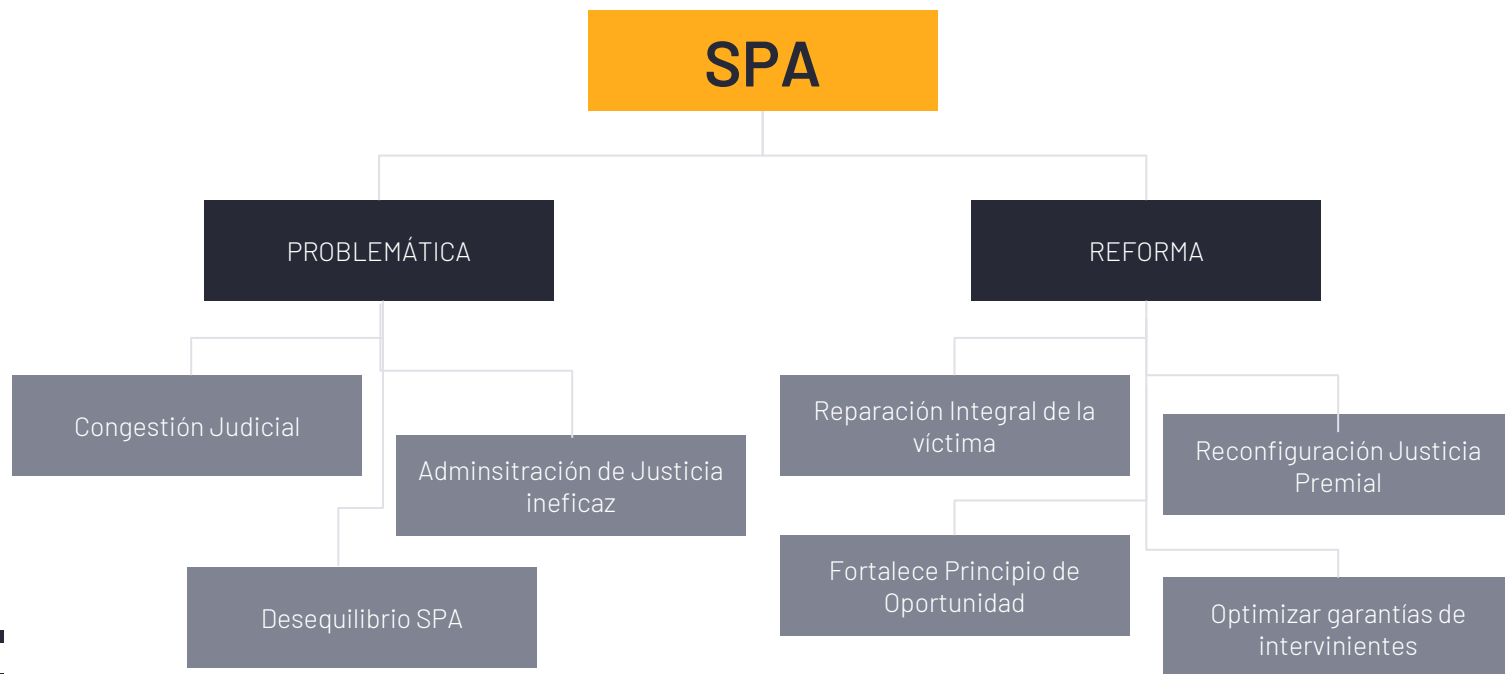 SPA
PROBLEMÁTICA
REFORMA
Congestión Judicial
Adminsitración de Justicia
ineficaz
Desequilibrio SPA
Reparación Integral de la
víctima
Reconfiguración Justicia
Premial
Fortalece Principio de
Oportunidad
Optimizar garantías de
intervinientes